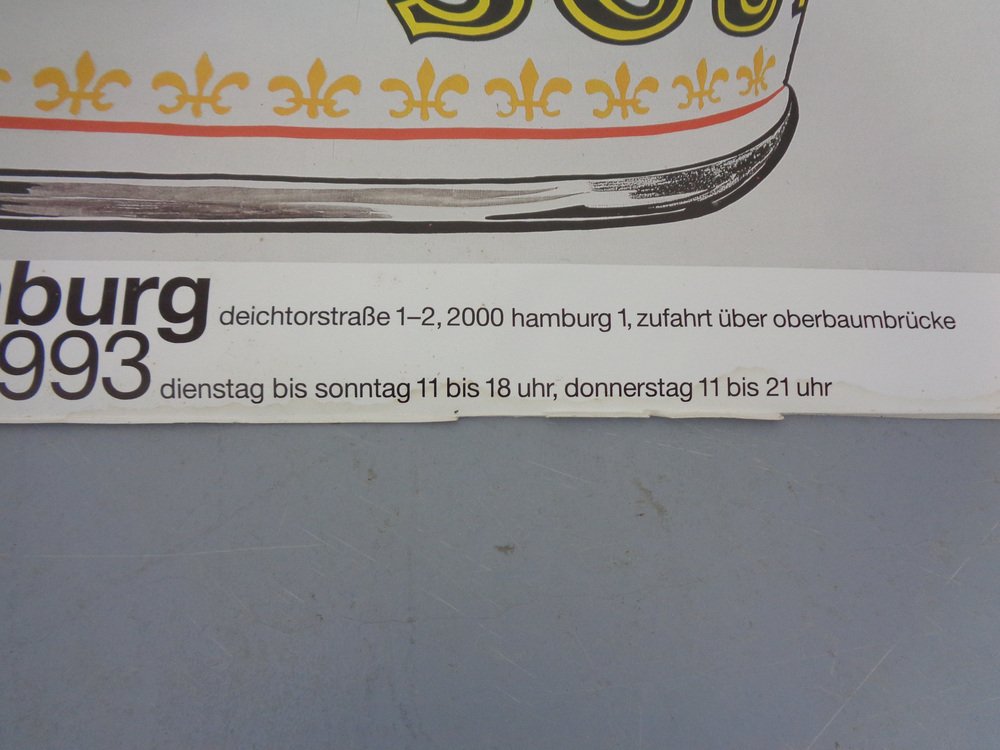 burg deichtorstraße 1–2, 2000 hamburg 1, zufahrt über oberbaumbrücke
993 dienstag bis sonntag 11 bis 18 uhr, donnerstag 11 bis 21 uhr